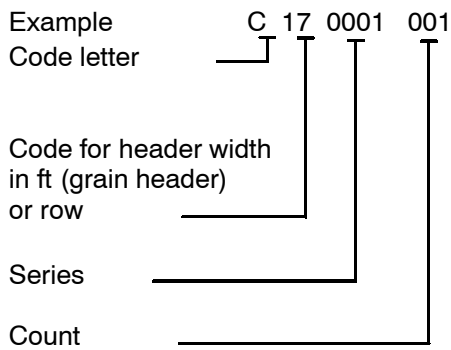 Example C 17 0001 001
Code letter
Code for header width
in ft (grain header)
or row
Series
Count